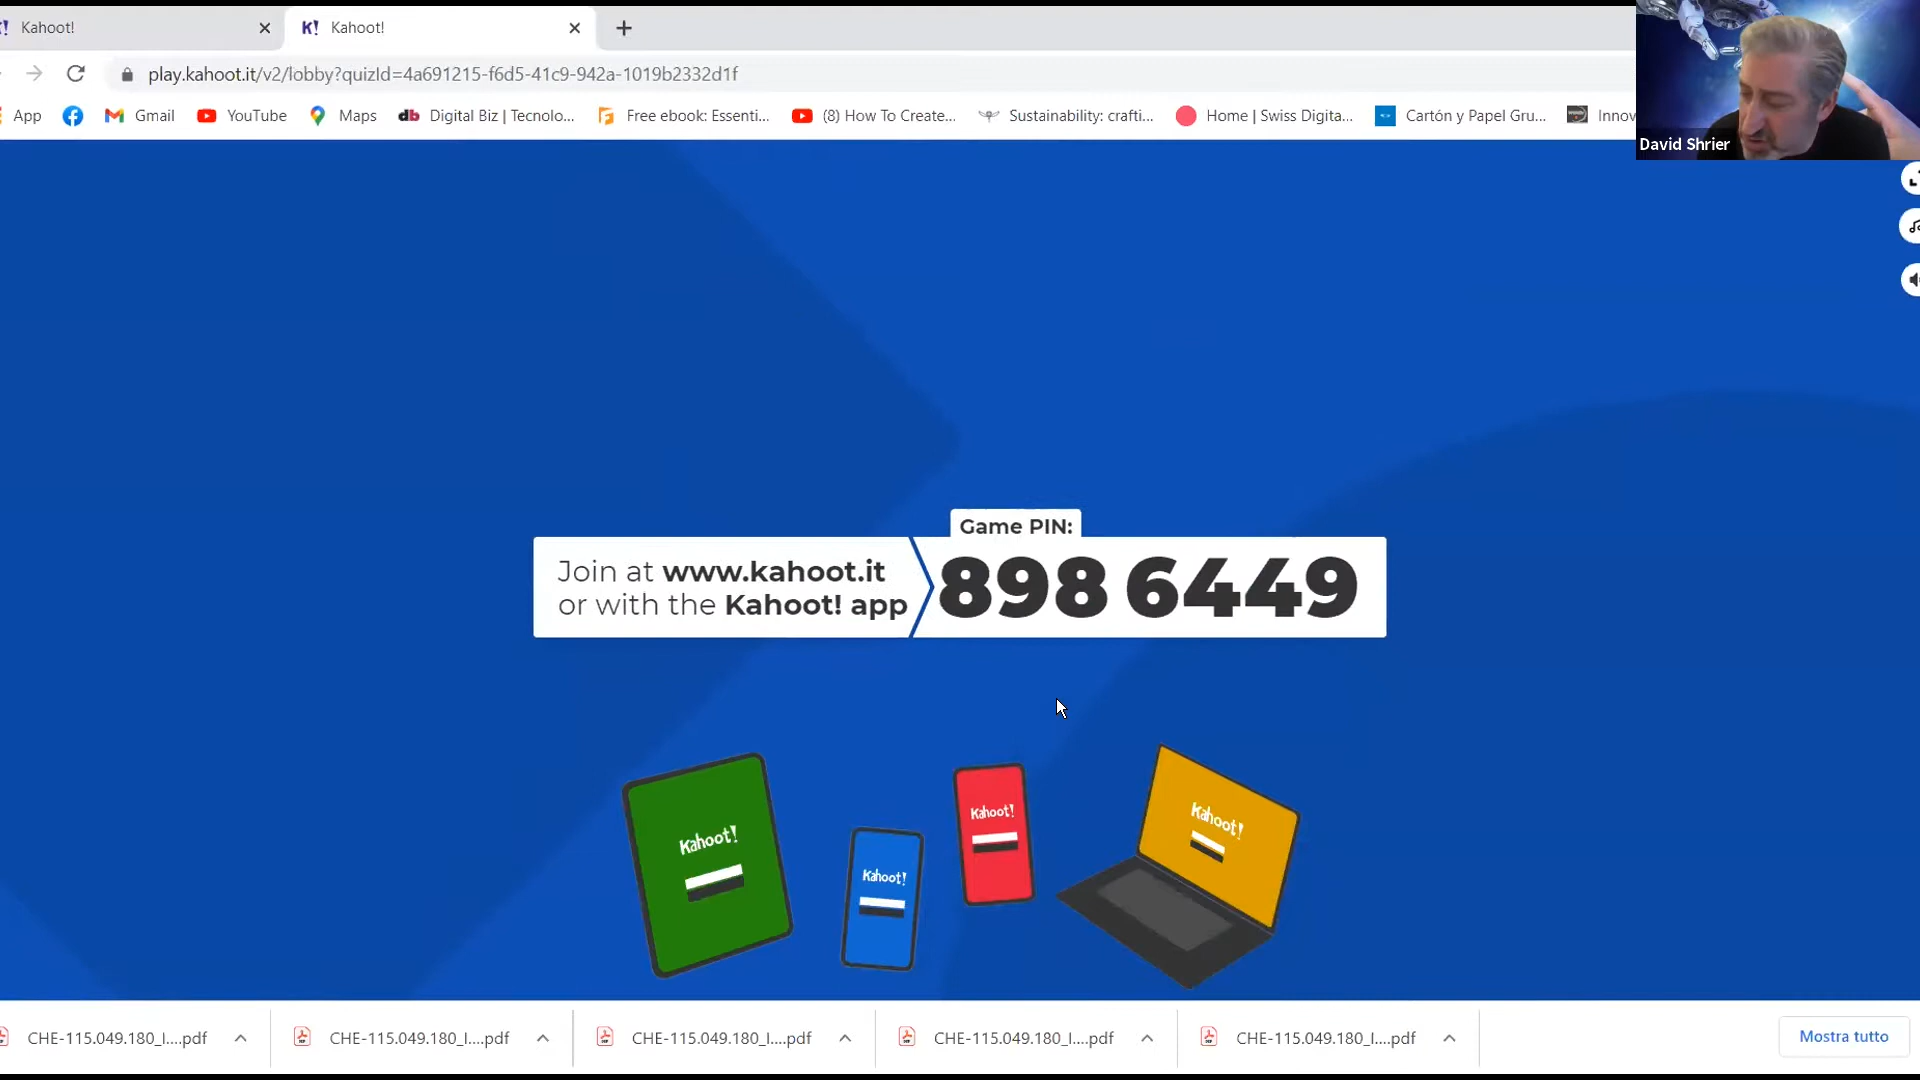 Kahoot!
Kahoot!
play.kahoot.it/v2/lobby?quizId=4a691215-f6d5-41c9-942a-1019b2332d1f
App Gmail YouTube Maps Digital Biz | Tecnolo... Free ebook: Essenti... (8) How To Create... Sustainability: crafti... Home | Swiss Digita... Cartón y Papel Gru... Innov
David Shrier
Game PIN:
Join at www.kahoot.it
or with the Kahoot! app
898 6449
Kahoot!
Kahoot!
Kahoot!
Kahoot!
CHE-115.049.180_I....pdf CHE-115.049.180_I....pdf CHE-115.049.180_I....pdf CHE-115.049.180_I....pdf CHE-115.049.180_I....pdf Mostra tutto